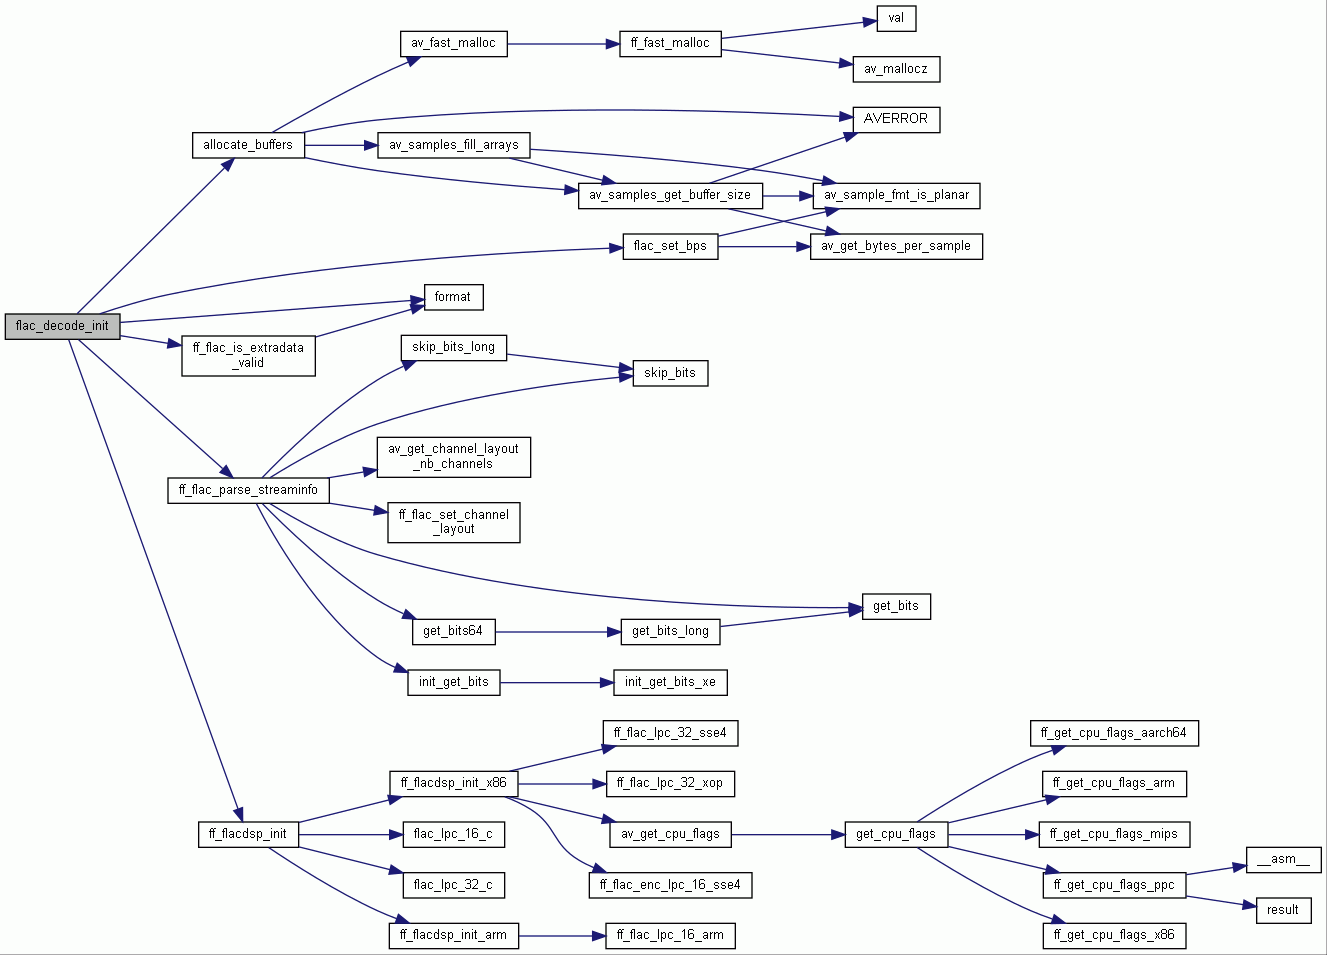 val
av_fast_malloc
ff_fast_malloc
av_mallocz
AVERROR
allocate_buffers
av_samples_fill_arrays
av_samples_get_buffer_size
av_sample_fmt_is_planar
flac_set_bps
av_get_bytes_per_sample
format
flac_decode_init
ff_flac_is_extradata
_valid
skip_bits_long
skip_bits
av_get_channel_layout
_nb_channels
ff_flac_parse_streaminfo
ff_flac_set_channel
_layout
get_bits
get_bits64
get_bits_long
init_get_bits
init_get_bits_xe
ff_flac_lpc_32_sse4
ff_get_cpu_flags_aarch64
ff_flacdsp_init_x86
ff_flac_lpc_32_xop
ff_get_cpu_flags_arm
ff_flacdsp_init
flac_lpc_16_c
av_get_cpu_flags
get_cpu_flags
ff_get_cpu_flags_mips
__asm__
flac_lpc_32_c
ff_flac_enc_lpc_16_sse4
ff_get_cpu_flags_ppc
result
ff_flacdsp_init_arm
ff_flac_lpc_16_arm
ff_get_cpu_flags_x86